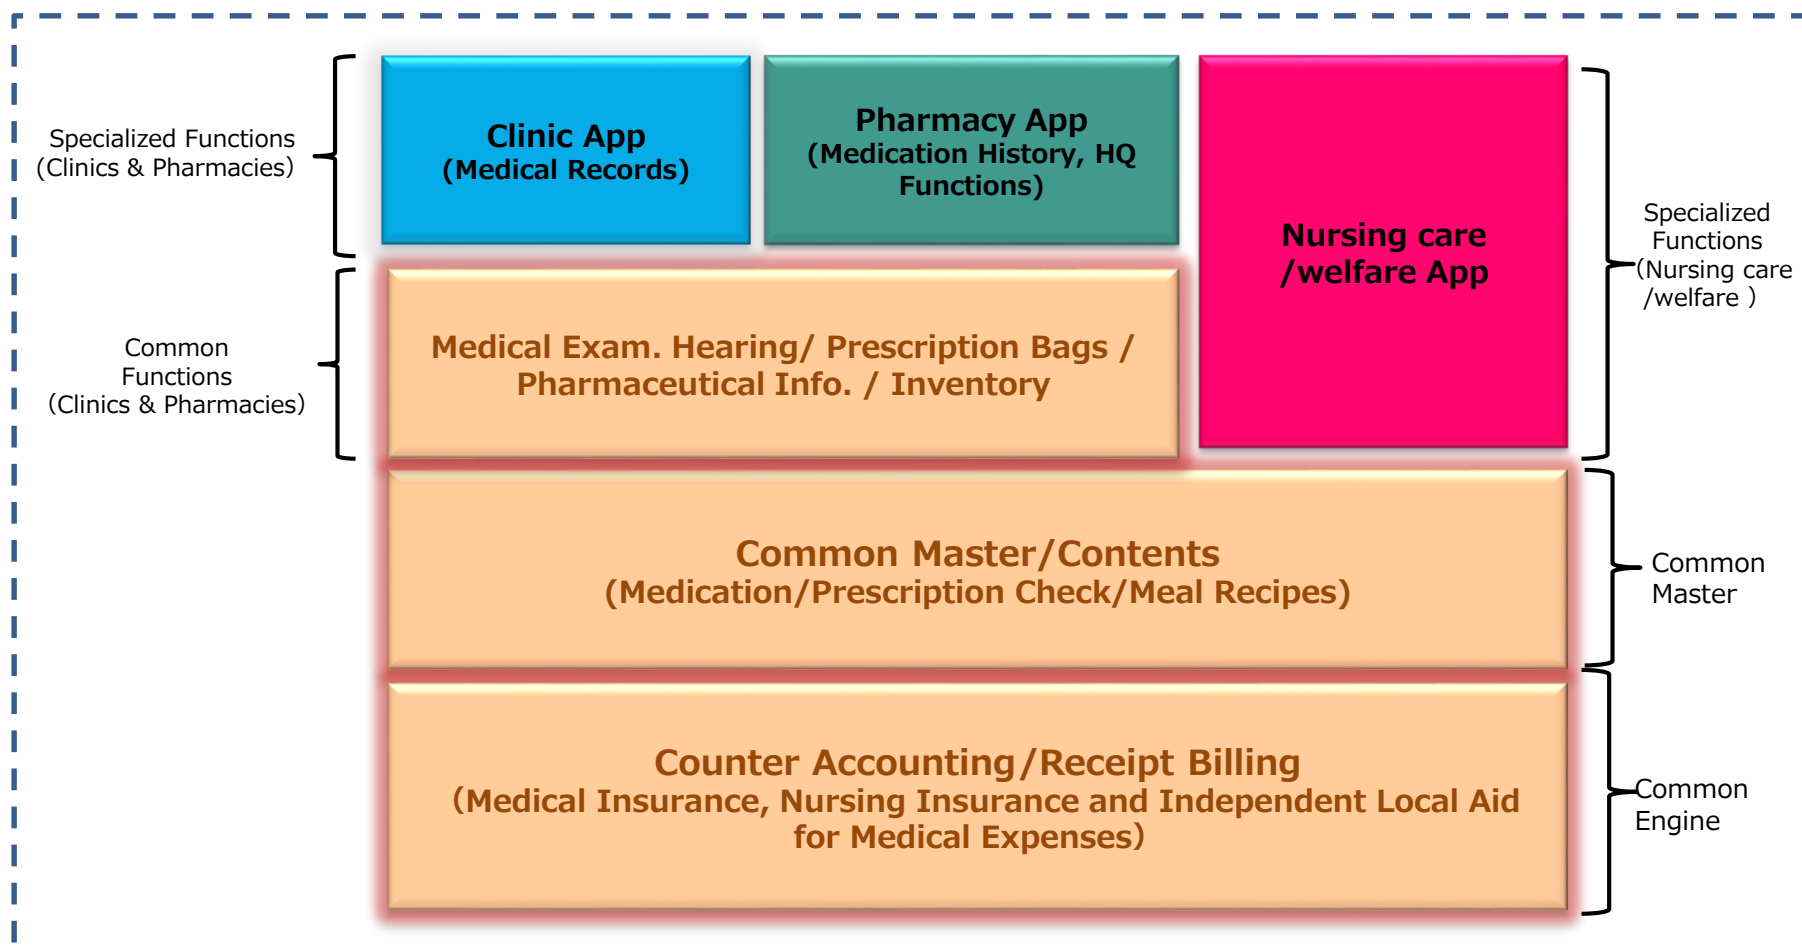 Specialized Functions
(Clinics & Pharmacies)
Clinic App
(Medical Records)
Pharmacy App
(Medication History, HQ
Functions)
Nursing care
/welfare App
Specialized
Functions
(Nursing care
/welfare )
Common
Functions
(Clinics & Pharmacies)
Medical Exam. Hearing/ Prescription Bags /
Pharmaceutical Info. / Inventory
Common Master/Contents
(Medication/Prescription Check/Meal Recipes)
Common
Master
Counter Accounting/Receipt Billing
(Medical Insurance, Nursing Insurance and Independent Local Aid
for Medical Expenses)
Common
Engine